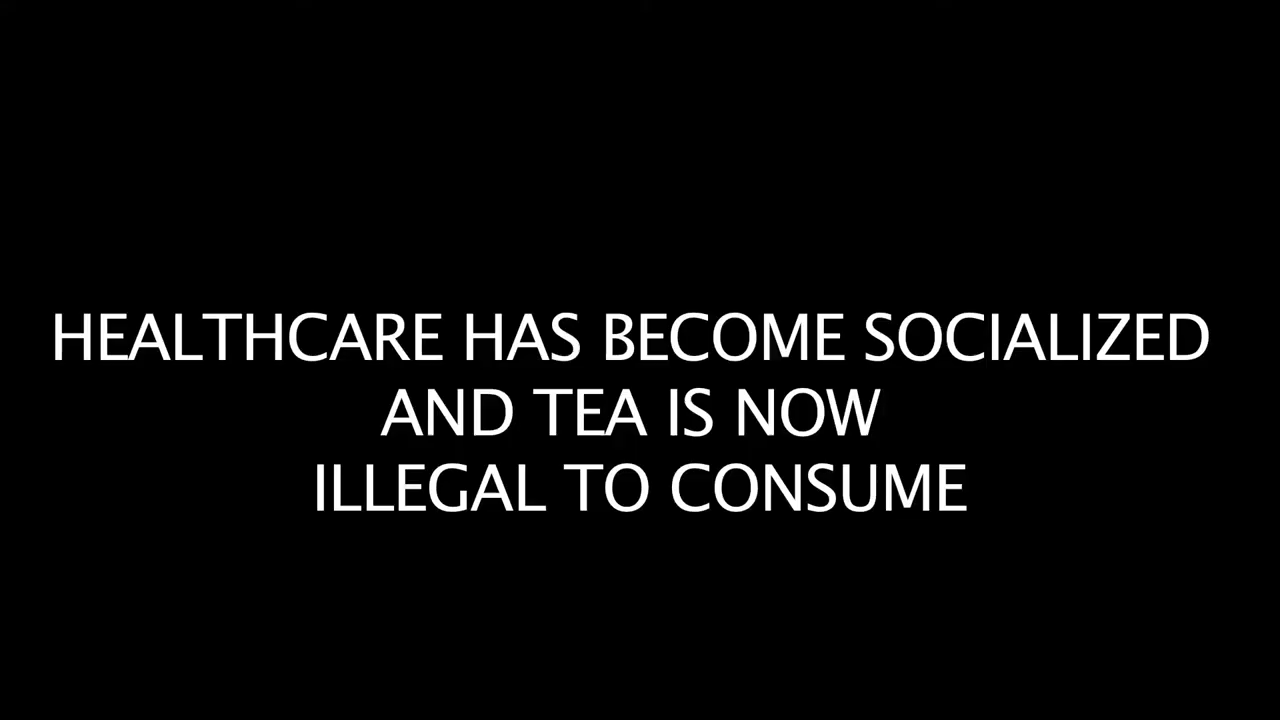 HEALTHCARE HAS BECOME SOCIALIZED
AND TEA IS NOW
ILLEGAL TO CONSUME